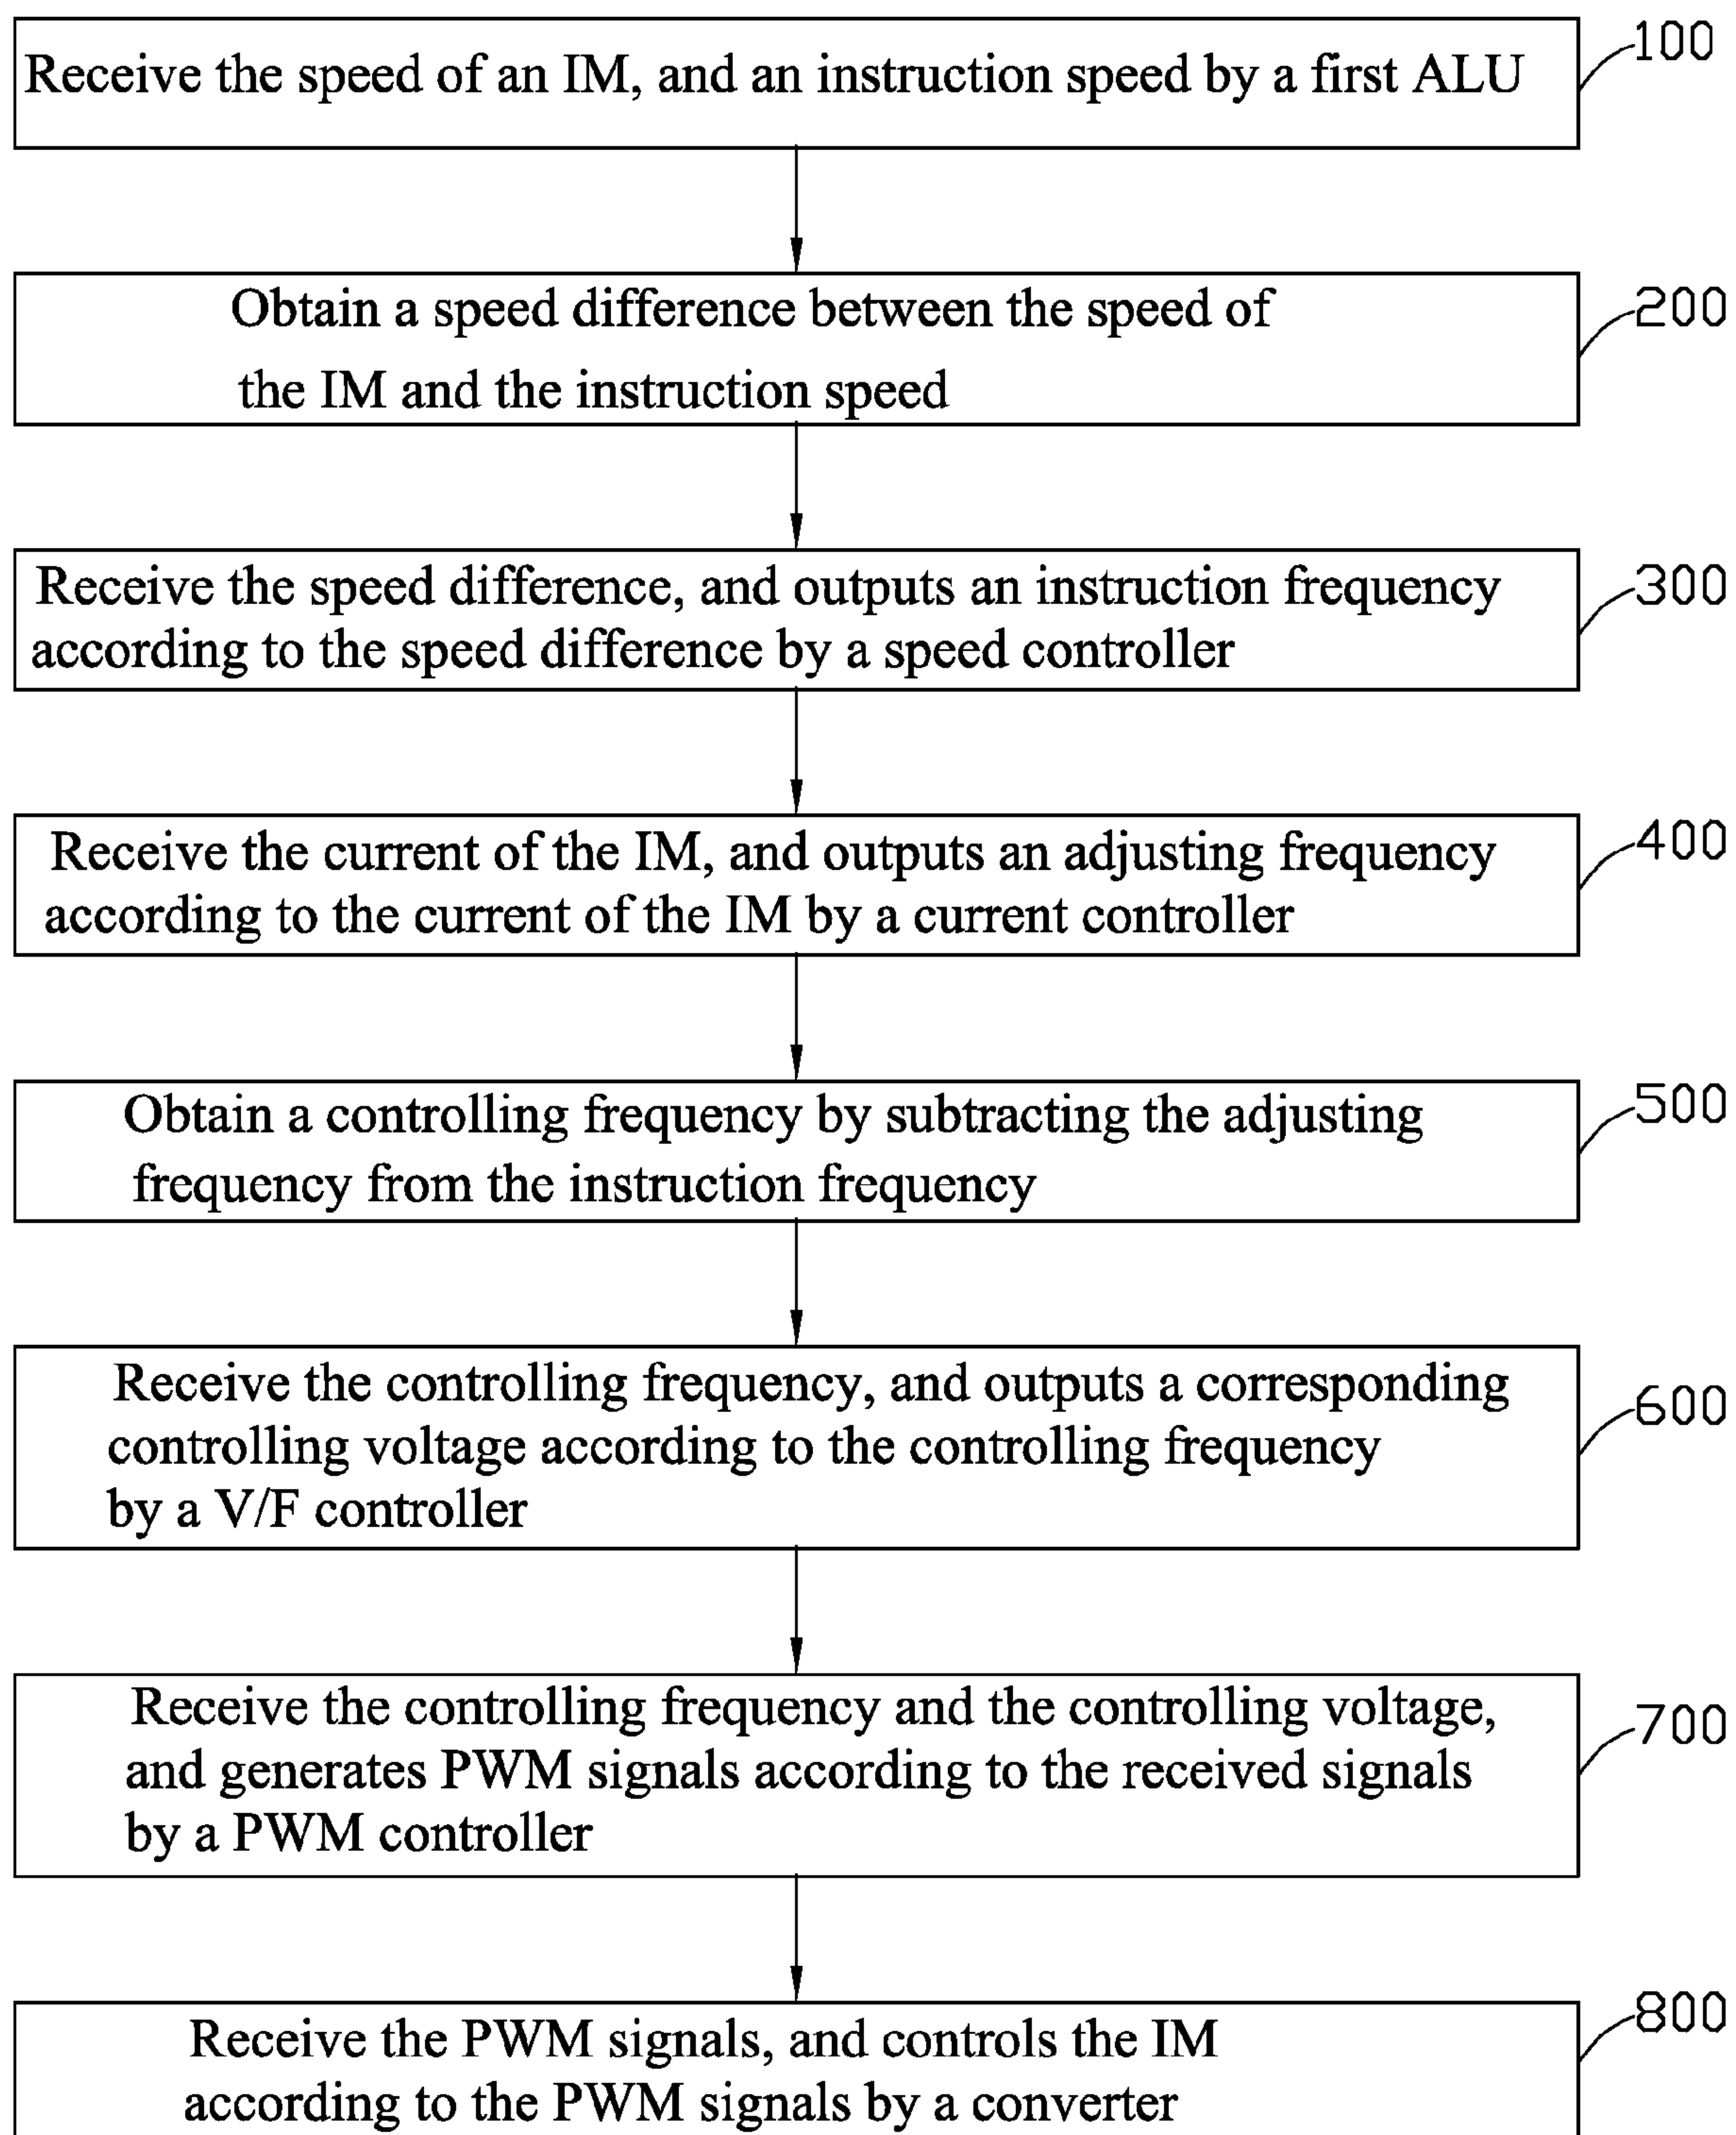 Receive the speed of an IM, and an instruction speed by a first ALU
100
Obtain a speed difference between the speed of
the IM and the instruction speed
200
Receive the speed difference, and outputs an instruction frequency
according to the speed difference by a speed controller
300
Receive the current of the IM, and outputs an adjusting frequency
according to the current of the IM by a current controller
400
Obtain a controlling frequency by subtracting the adjusting
frequency from the instruction frequency
500
Receive the controlling frequency, and outputs a corresponding
controlling voltage according to the controlling frequency
by a V/F controller
600
Receive the controlling frequency and the controlling voltage,
and generates PWM signals according to the received signals
by a PWM controller
700
Receive the PWM signals, and controls the IM
according to the PWM signals by a converter
800